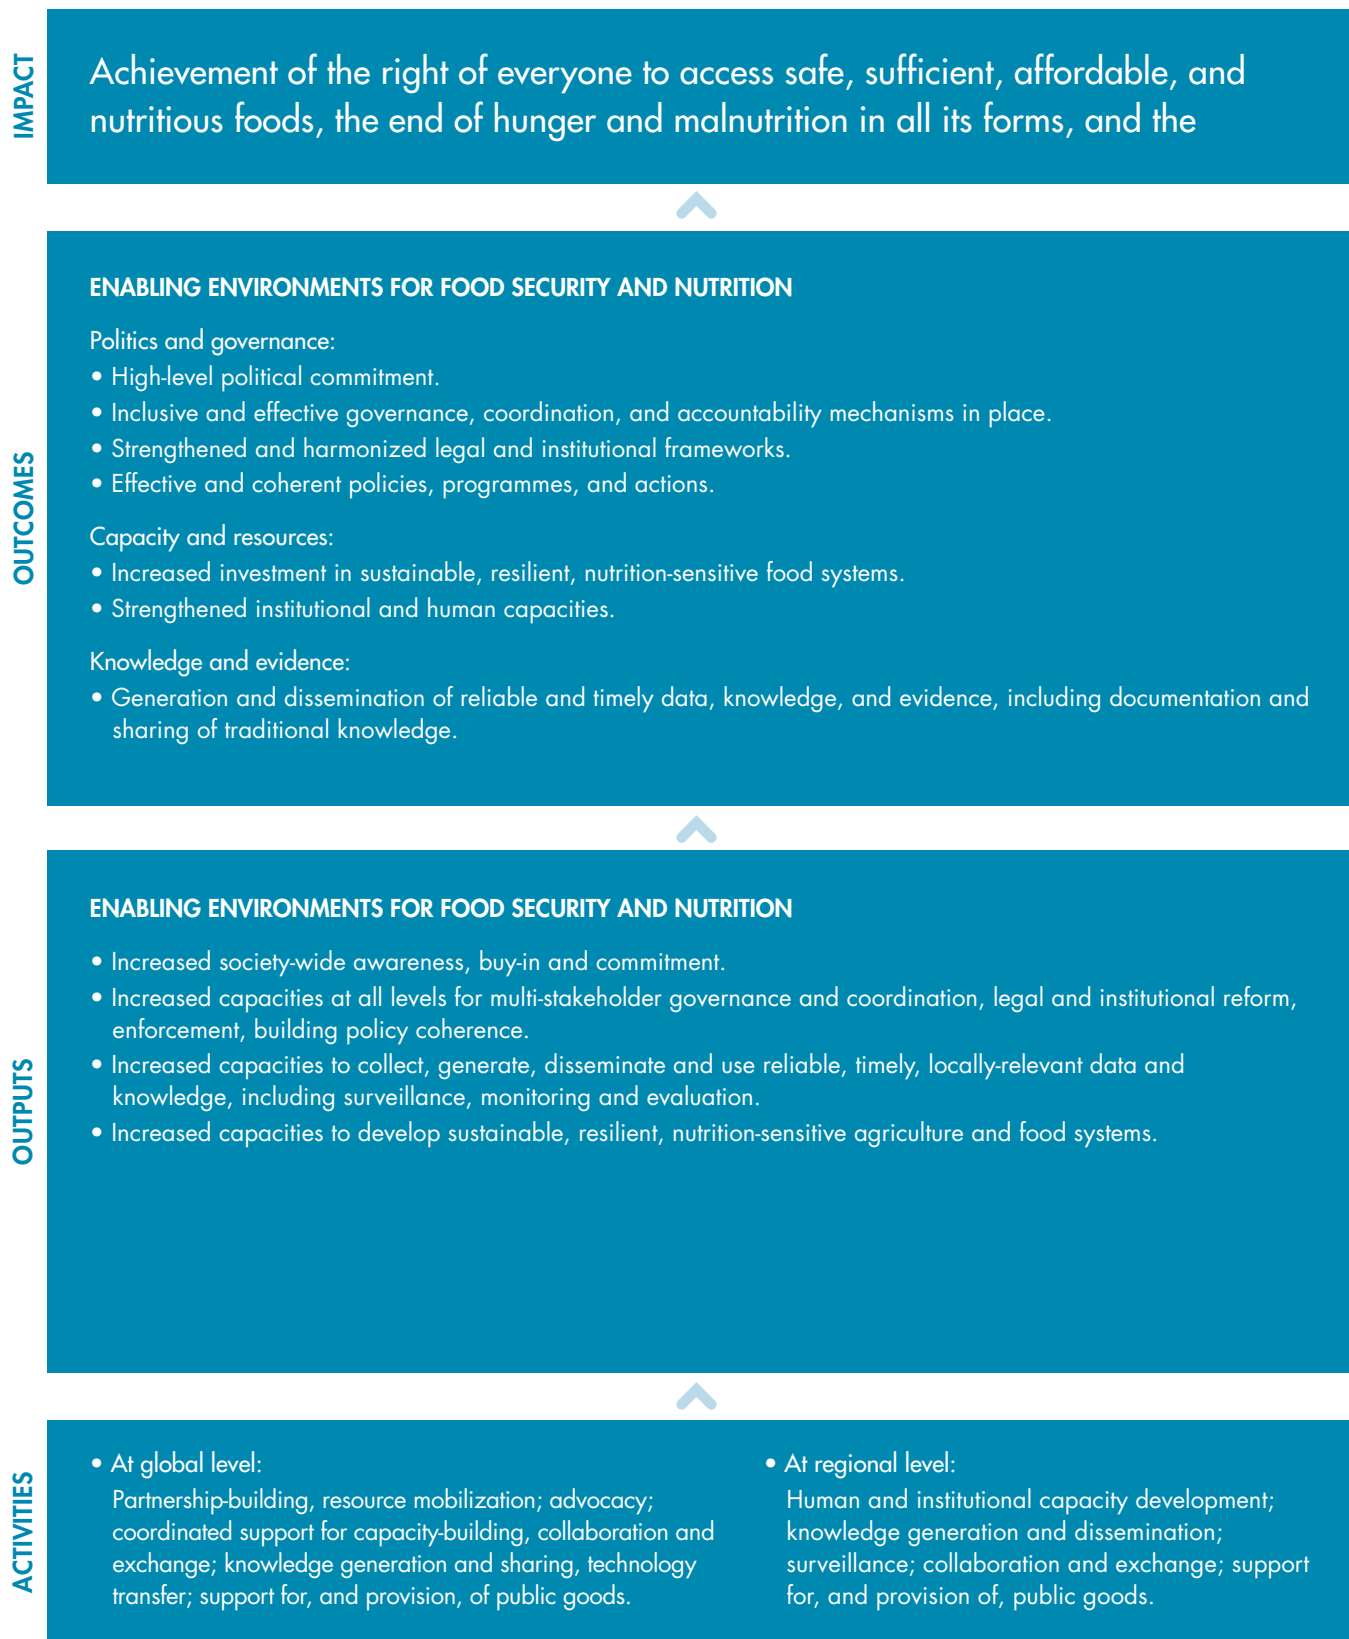 IMPACT
Achievement of the right of everyone to access safe, sufficient, affordable, and
nutritious foods, the end of hunger and malnutrition in all its forms, and the
OUTCOMES
ENABLING ENVIRONMENTS FOR FOOD SECURITY AND NUTRITION
Politics and governance:
• High-level political commitment.
• Inclusive and effective governance, coordination, and accountability mechanisms in place.
• Strengthened and harmonized legal and institutional frameworks.
• Effective and coherent policies, programmes, and actions.
Capacity and resources:
• Increased investment in sustainable, resilient, nutrition-sensitive food systems.
• Strengthened institutional and human capacities.
Knowledge and evidence:
• Generation and dissemination of reliable and timely data, knowledge, and evidence, including documentation and
sharing of traditional knowledge.
OUTPUTS
ENABLING ENVIRONMENTS FOR FOOD SECURITY AND NUTRITION
• Increased society-wide awareness, buy-in and commitment.
• Increased capacities at all levels for multi-stakeholder governance and coordination, legal and institutional reform,
enforcement, building policy coherence.
• Increased capacities to collect, generate, disseminate and use reliable, timely, locally-relevant data and
knowledge, including surveillance, monitoring and evaluation.
• Increased capacities to develop sustainable, resilient, nutrition-sensitive agriculture and food systems.
ACTIVITIES
• At global level:
Partnership-building, resource mobilization; advocacy;
coordinated support for capacity-building, collaboration and
exchange; knowledge generation and sharing, technology
transfer; support for, and provision, of public goods.
• At regional level:
Human and institutional capacity development;
knowledge generation and dissemination;
surveillance; collaboration and exchange; support
for, and provision of, public goods.